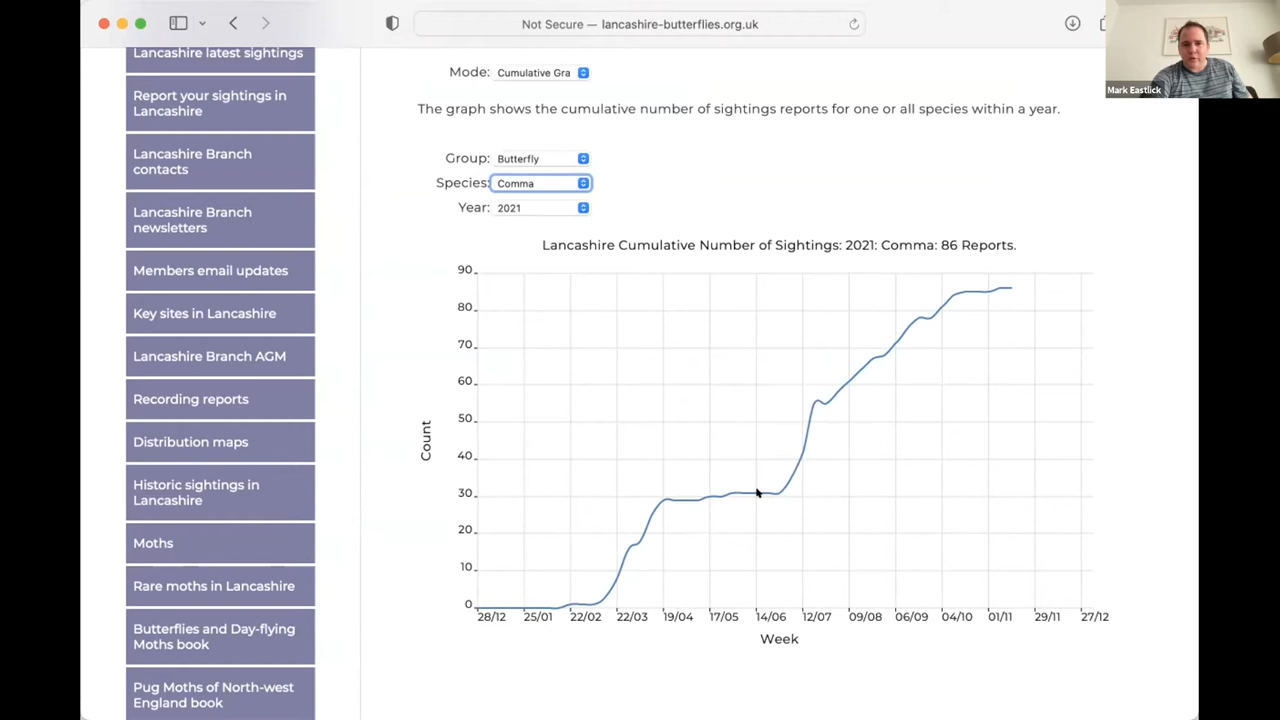 Not Secure — lancashire-butterflies.org.uk
Mark Eastlick
Lancashire latest sightings
Report your sightings in
Lancashire
Lancashire Branch
contacts
Lancashire Branch
newsletters
Members email updates
Key sites in Lancashire
Lancashire Branch AGM
Recording reports
Distribution maps
Historic sightings in
Lancashire
Moths
Rare moths in Lancashire
Butterflies and Day-flying
Moths book
Pug Moths of North-west
England book
Mode: Cumulative Gra
The graph shows the cumulative number of sightings reports for one or all species within a year.
Group: Butterfly
Species: Comma
Year: 2021
Lancashire Cumulative Number of Sightings: 2021: Comma: 86 Reports.
90
80
70
60
50
40
30
20
10
0
Count
28/12 25/01 22/02 22/03 19/04 17/05 14/06 12/07 09/08 06/09 04/10 01/11 29/11 27/12
Week